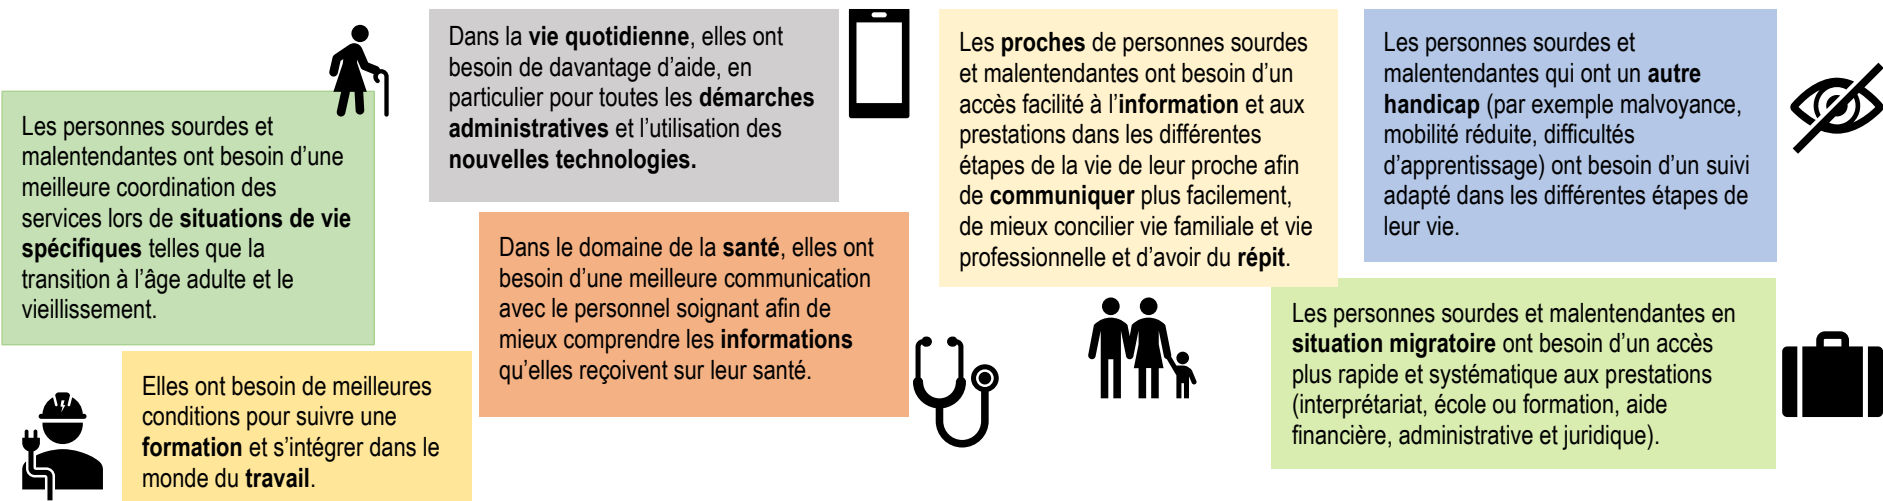 Les personnes sourdes et
malentendantes ont besoin d’une
meilleure coordination des
services lors de situations de vie
spécifiques telles que la
transition à l’âge adulte et le
vieillissement.
Elles ont besoin de meilleures
conditions pour suivre une
formation et s’intégrer dans le
monde du travail.
Dans la vie quotidienne, elles ont
besoin de davantage d’aide, en
particulier pour toutes les démarches
administratives et l’utilisation des
nouvelles technologies.
Dans le domaine de la santé, elles ont
besoin d’une meilleure communication
avec le personnel soignant afin de
mieux comprendre les informations
qu’elles reçoivent sur leur santé.
Les proches de personnes sourdes
et malentendantes ont besoin d’un
accès facilité à l’information et aux
prestations dans les différentes
étapes de la vie de leur proche afin
de communiquer plus facilement,
de mieux concilier vie familiale et vie
professionnelle et d’avoir du répit.
Les personnes sourdes et
malentendantes qui ont un autre
handicap (par exemple malvoyance,
mobilité réduite, difficultés
d’apprentissage) ont besoin d’un suivi
adapté dans les différentes étapes de
leur vie.
Les personnes sourdes et malentendantes en
situation migratoire ont besoin d’un accès
plus rapide et systématique aux prestations
(interprétariat, école ou formation, aide
financière, administrative et juridique).